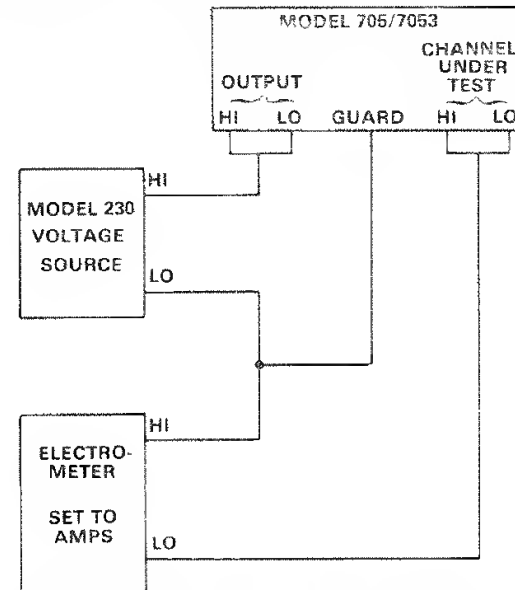 MODEL 705/7053
CHANNEL
UNDER
TEST
OUTPUT
HI LO GUARD HI LO
HI
MODEL 230
VOLTAGE
SOURCE
LO
HI
ELECTRO-
METER
SET TO
AMPS
LO